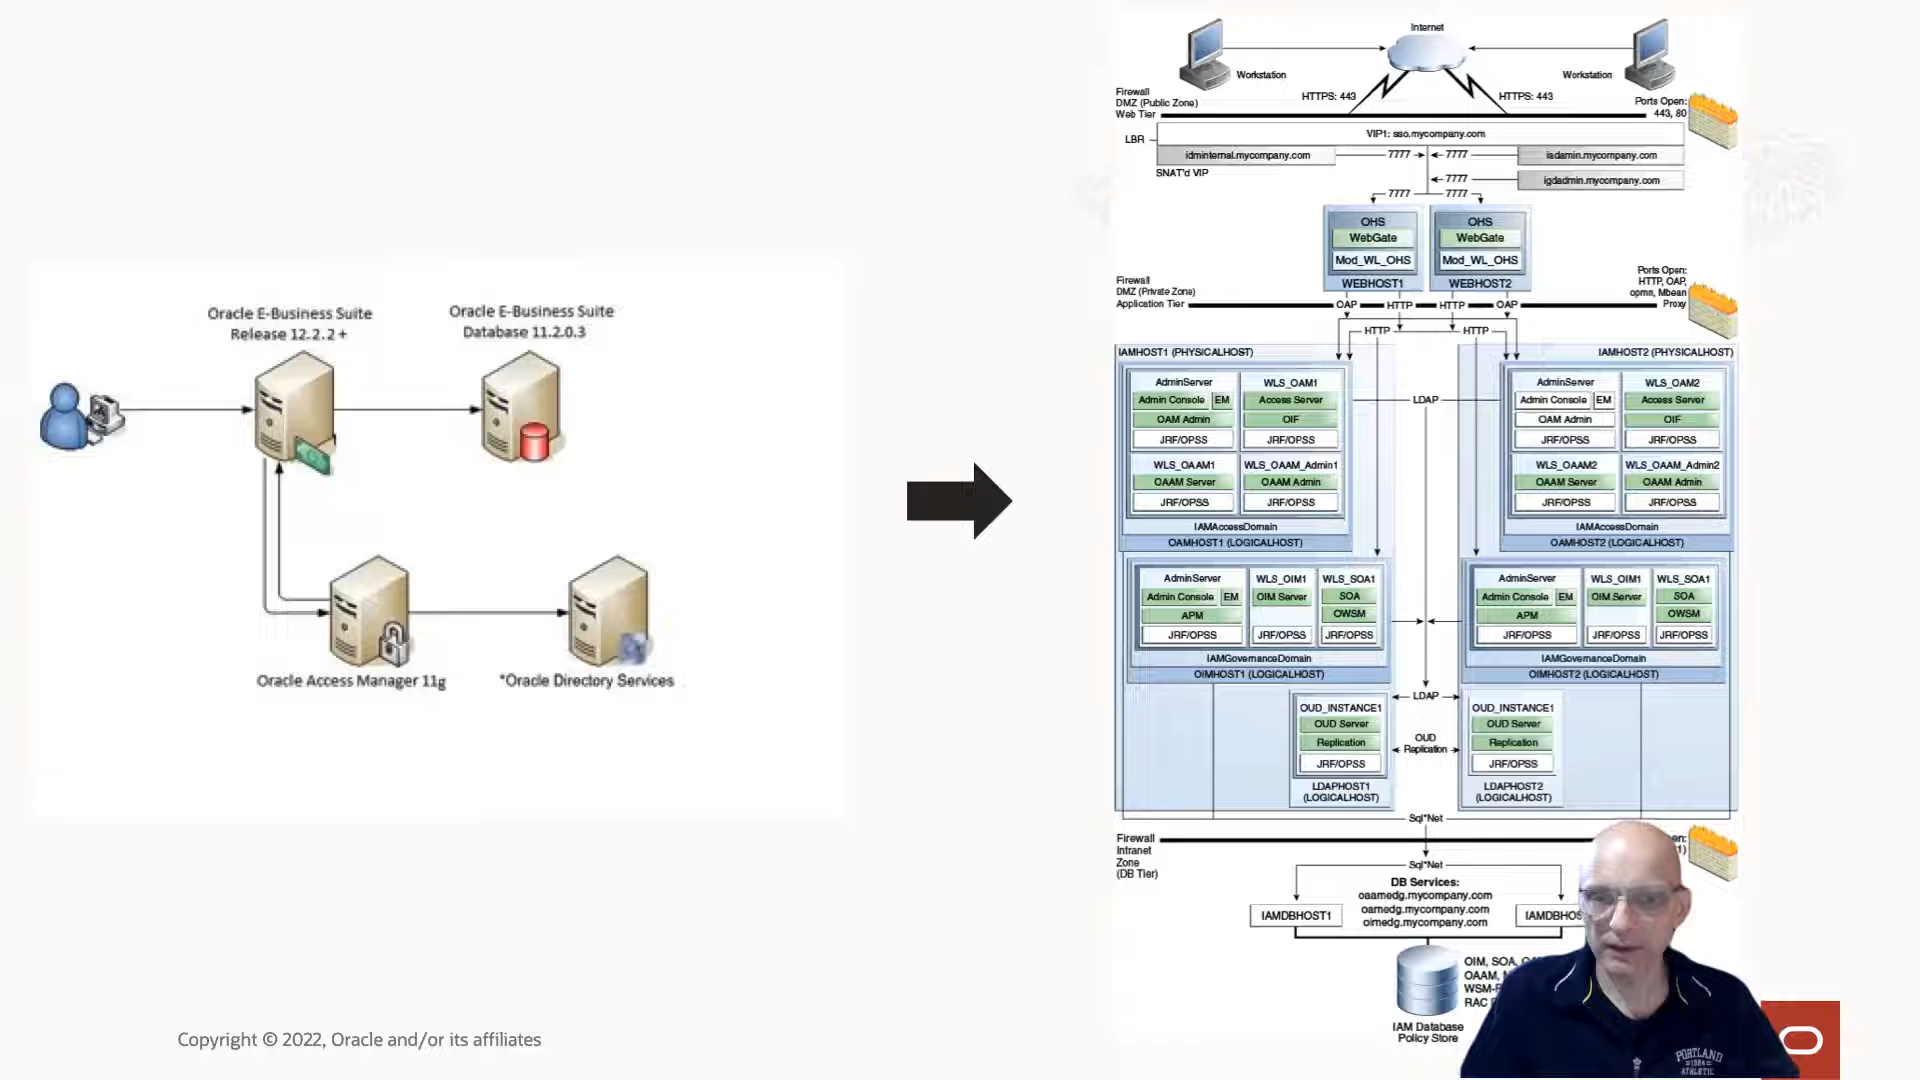 Oracle E-Business Suite
Release 12.2.2 +
Oracle E-Business Suite
Database 11.2.0.3
Oracle Access Manager 11g
*Oracle Directory Services
Internet
Workstation
Workstation
HTTPS: 443
HTTPS: 443
Firewall
DMZ (Public Zone)
Web Tier
Ports Open:
443, 80
LBR
VIP1: sso.mycompany.com
idminternal.mycompany.com
7777
7777
iadamin.mycompany.com
SNAT'd VIP
7777
igdadmin.mycompany.com
7777
7777
OHS
WebGate
Mod_WL_OHS
WEBHOST1
OHS
WebGate
Mod_WL_OHS
WEBHOST2
Firewall
DMZ (Private Zone)
Application Tier
Ports Open:
HTTP, OAP,
opmn, Mbean
Proxy
OAP
HTTP
HTTP
OAP
HTTP
HTTP
IAMHOST1 (PHYSICALHOST)
AdminServer
Admin Console
EM
OAM Admin
JRF/OPSS
WLS_OAM1
Access Server
OIF
JRF/OPSS
WLS_OAAM1
OAAM Server
JRF/OPSS
WLS_OAAM_Admin1
OAAM Admin
JRF/OPSS
IAMAccessDomain
OAMHOST1 (LOGICALHOST)
LDAP
IAMHOST2 (PHYSICALHOST)
AdminServer
Admin Console
EM
OAM Admin
JRF/OPSS
WLS_OAM2
Access Server
OIF
JRF/OPSS
WLS_OAAM2
OAAM Server
JRF/OPSS
WLS_OAAM_Admin2
OAAM Admin
JRF/OPSS
IAMAccessDomain
OAMHOST2 (LOGICALHOST)
AdminServer
Admin Console
EM
APM
JRF/OPSS
WLS_OIM1
OIM Server
JRF/OPSS
WLS_SOA1
SOA
OWSM
JRF/OPSS
IAMGovernanceDomain
OIMHOST1 (LOGICALHOST)
AdminServer
Admin Console
EM
APM
JRF/OPSS
WLS_OIM1
OIM Server
JRF/OPSS
WLS_SOA1
SOA
OWSM
JRF/OPSS
IAMGovernanceDomain
OIMHOST2 (LOGICALHOST)
LDAP
OUD_INSTANCE1
OUD Server
Replication
JRF/OPSS
LDAPHOST1
(LOGICALHOST)
OUD
Replication
OUD_INSTANCE1
OUD Server
Replication
JRF/OPSS
LDAPHOST2
(LOGICALHOST)
Sql*Net
Firewall
Intranet
Zone
(DB Tier)
Sql*Net
DB Services:
oaamedg.mycompany.com
oamedg.mycompany.com
oimedg.mycompany.com
IAMDBHOST1
OIM, SOA,
OAAM,
RAC
IAM Database
Policy Store
PORTLAND
ATHLETIC
Copyright © 2022, Oracle and/or its affiliates